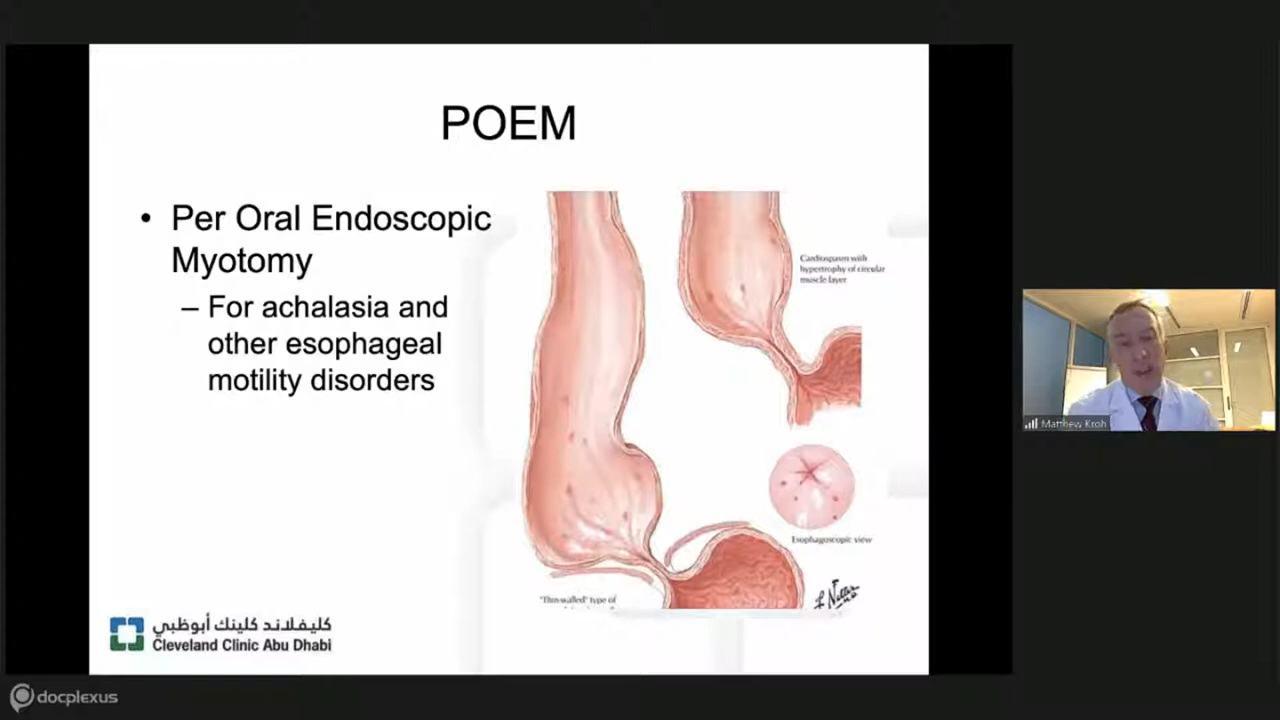 POEM
• Per Oral Endoscopic
Myotomy
– For achalasia and
other esophageal
motility disorders
Cardiospasm with
hypertrophy of circular
muscle layer
Esophagoscopic view
"Thin-walled" type of
كليفلاند كلينك أبوظبي
Cleveland Clinic Abu Dhabi
Matthew Kroh
docplexus